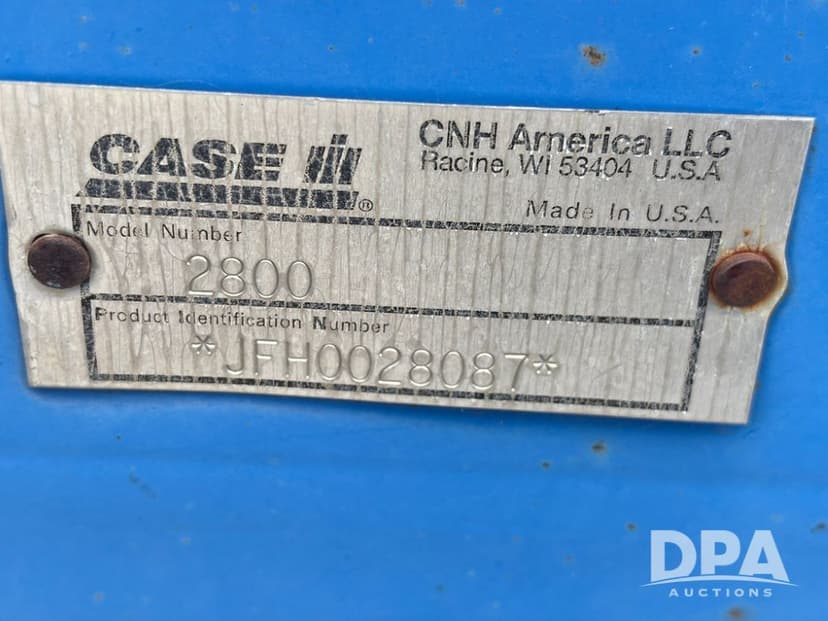 CASE IH
®
CNH America LLC
Racine, WI 53404 U.S.A
Made In U.S.A.
Model Number
2800
Product Identification Number
*JFH0028087*
DPA
AUCTIONS